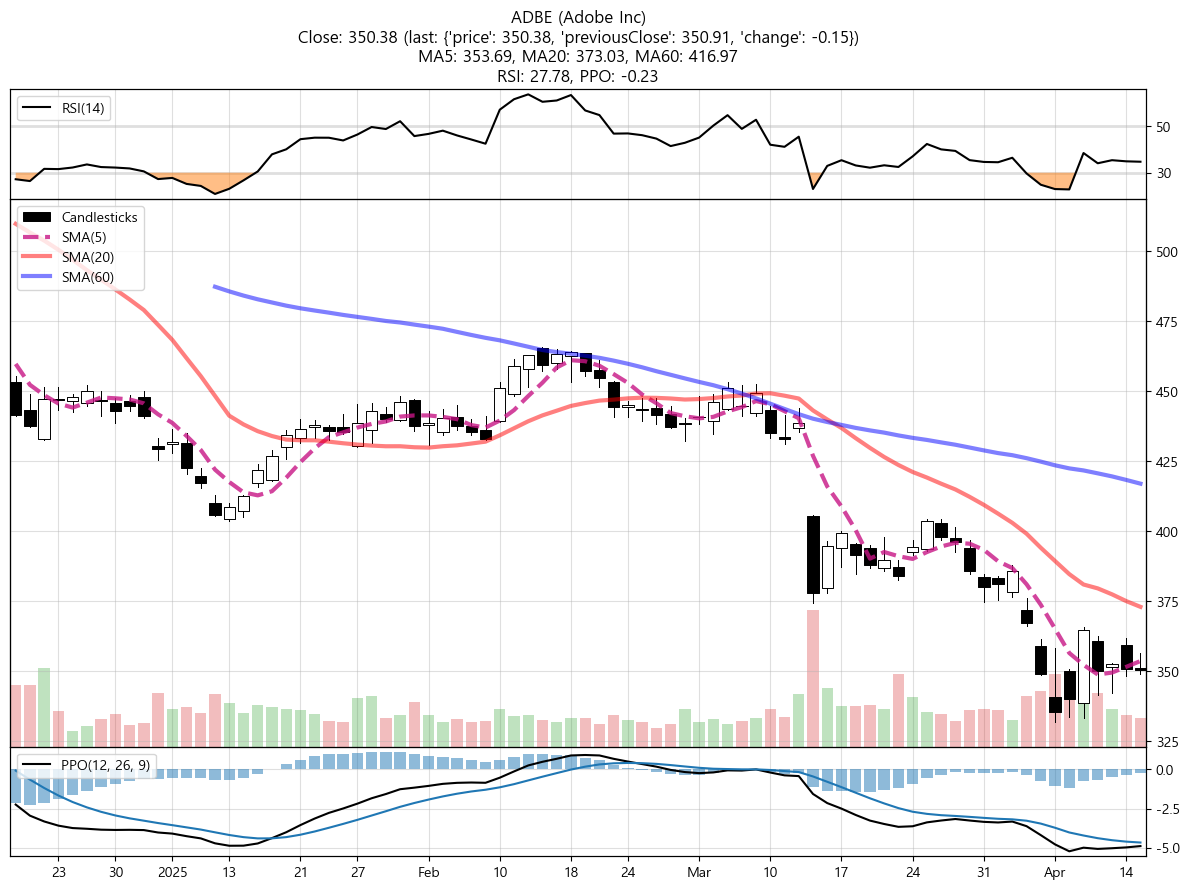 ADBE (Adobe Inc)
Close: 350.38 (last: {'price': 350.38, 'previousClose': 350.91, 'change': -0.15})
MA5: 353.69, MA20: 373.03, MA60: 416.97
RSI: 27.78, PPO: -0.23
RSI(14)
50
30
Candlesticks
SMA(5)
SMA(20)
SMA(60)
500
475
450
425
400
375
350
325
PPO(12, 26, 9)
0.0
-2.5
-5.0
23 30 2025 13 21 27 Feb 10 18 24 Mar 10 17 24 31 Apr 14